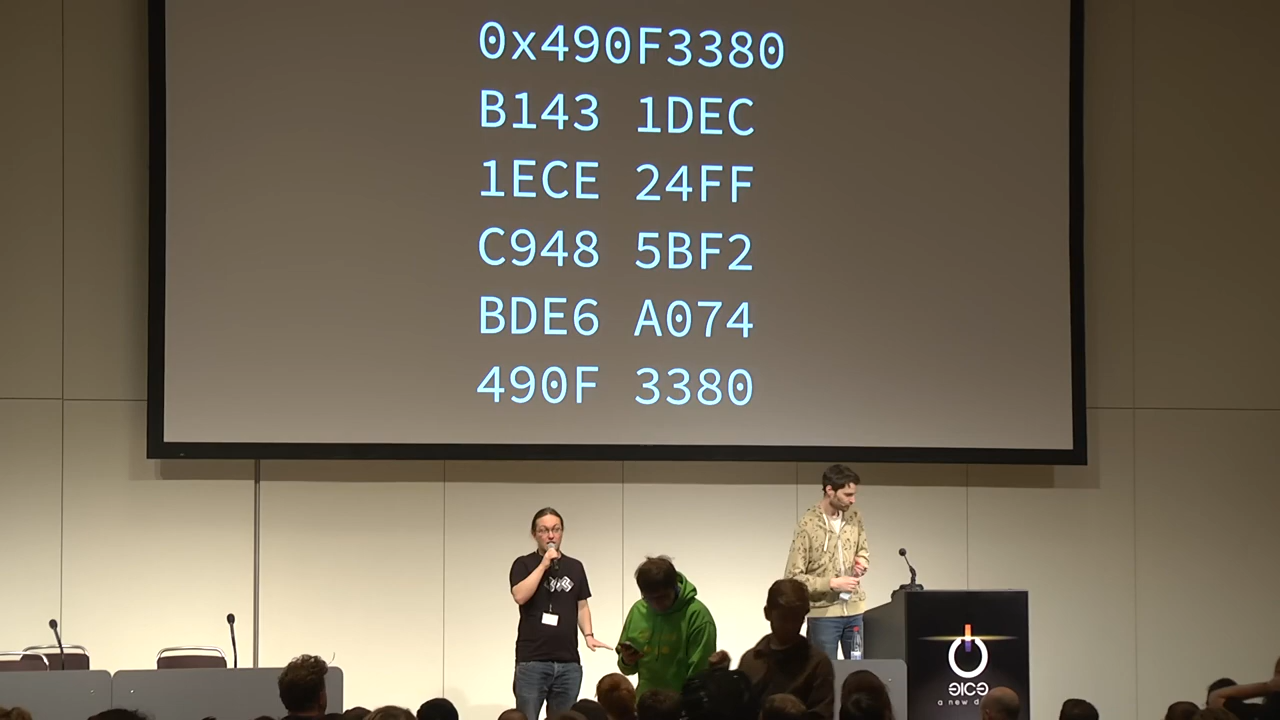 0x490F3380
B143 1DEC
1ECE 24FF
C948 5BF2
BDE6 A074
490F 3380
a new d